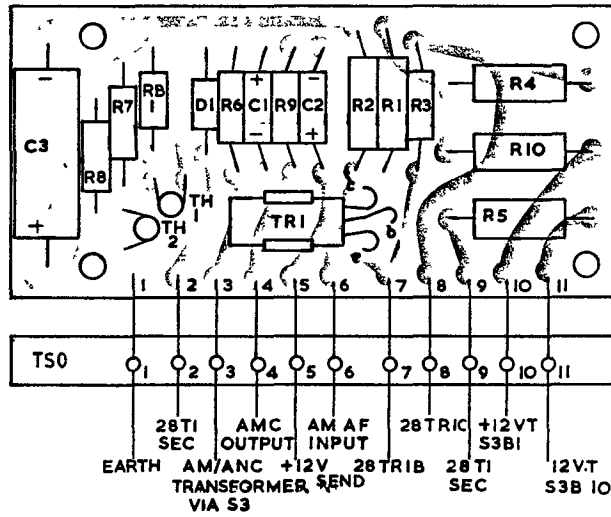 C3
R8
R7
RB
1
D1
R6
C1
R9
C2
R2
R1
R3
R4
R10
R5
TH
1
TH
2
TR1
c
b
e
1 2 3 4 5 6 7 8 9 10 11
TSO 1 2 3 4 5 6 7 8 9 10 11
28T1 AMC AM AF 28TR1C +12VT
SEC OUTPUT INPUT S3B1
EARTH AM/ANC +12V SEND 28TR1B 28T1 12V.T
TRANSFORMER SEC S3B 10
VIA S3